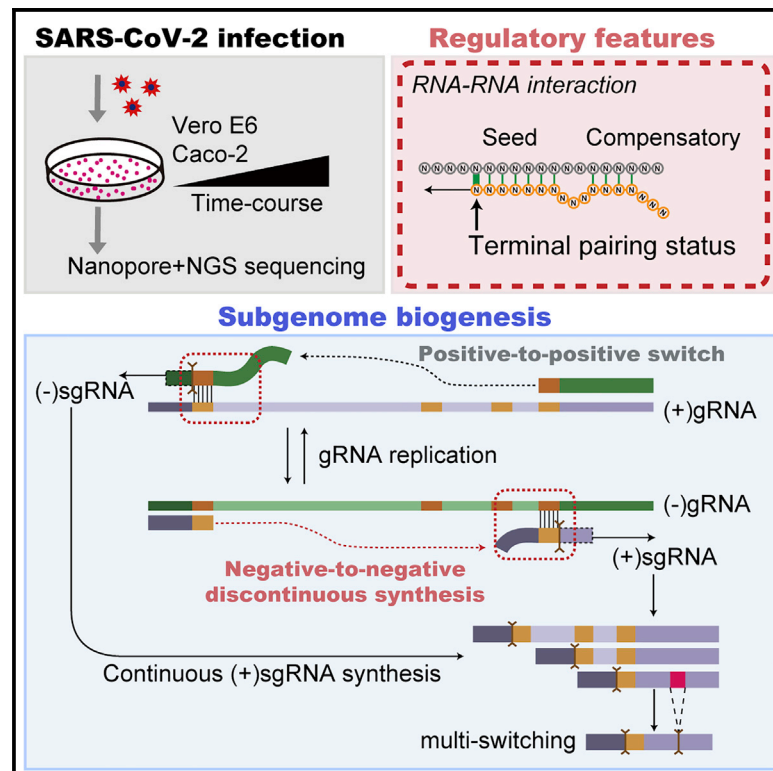 SARS-CoV-2 infection
Vero E6
Caco-2
Time-course
Nanopore+NGS sequencing
Regulatory features
RNA-RNA interaction
Seed
Compensatory
NNNNNNNNNNNNNNNNNNNNN
NNNNNNNNNNNNNNNNNN
Terminal pairing status
Subgenome biogenesis
Positive-to-positive switch
(-)sgRNA
(+)gRNA
gRNA replication
(-)gRNA
(+)sgRNA
Negative-to-negative
discontinuous synthesis
Continuous (+)sgRNA synthesis
multi-switching